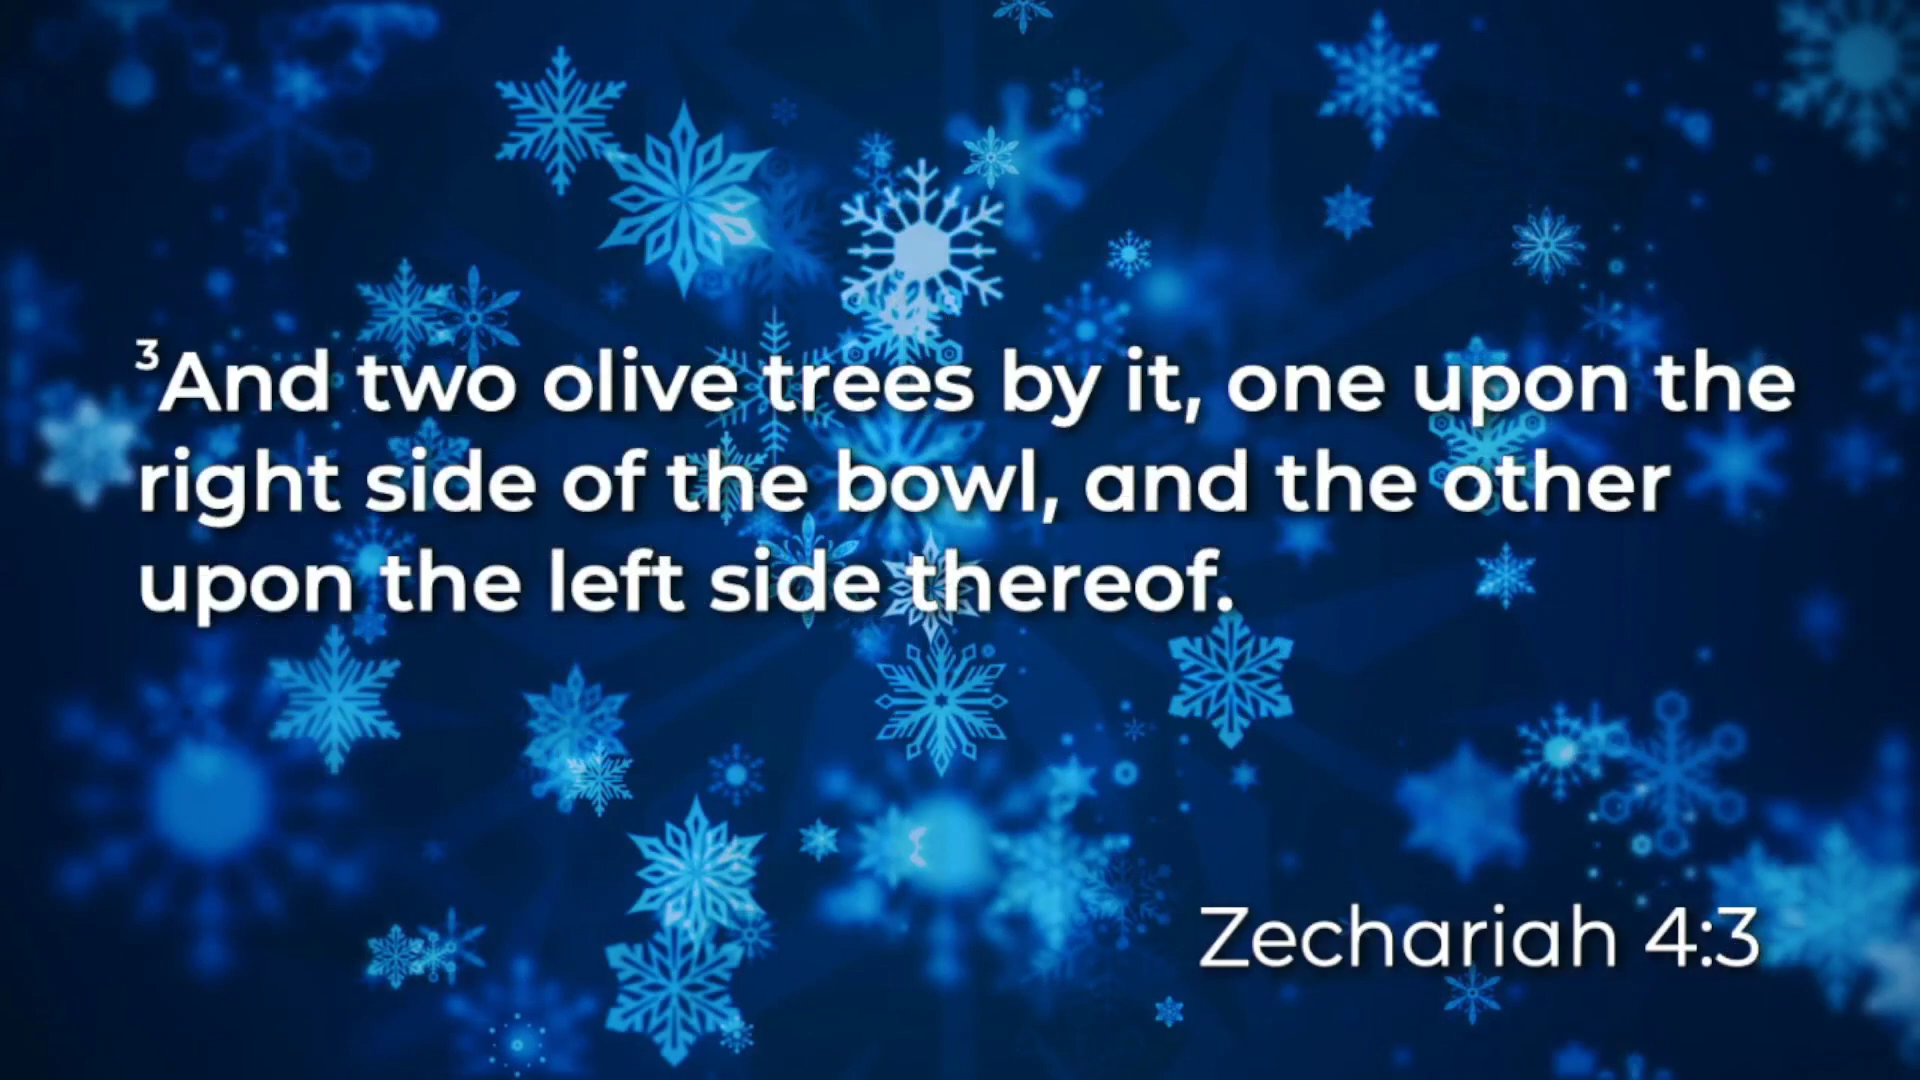 ³And two olive trees by it, one upon the
right side of the bowl, and the other
upon the left side thereof.
Zechariah 4:3